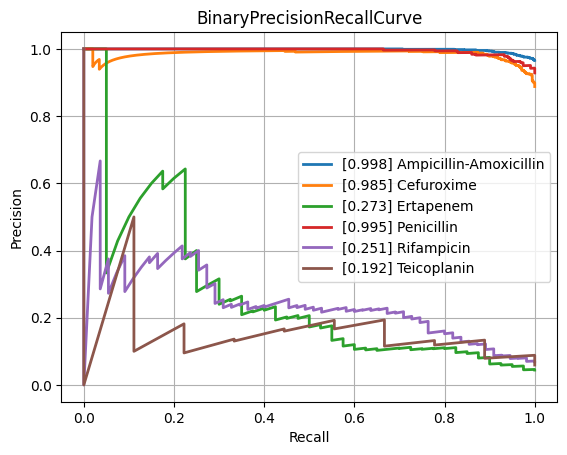 BinaryPrecisionRecallCurve
Precision
1.0
0.8
0.6
0.4
0.2
0.0
[0.998] Ampicillin-Amoxicillin
[0.985] Cefuroxime
[0.273] Ertapenem
[0.995] Penicillin
[0.251] Rifampicin
[0.192] Teicoplanin
0.0 0.2 0.4 0.6 0.8 1.0
Recall